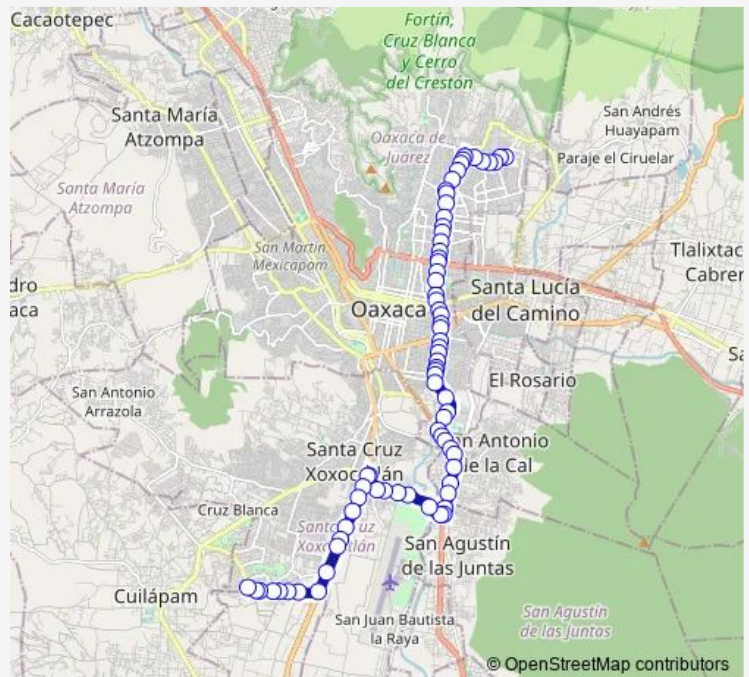 Cacaotepec
Fortín,
Cruz Blanca
y Cerro
del Crestón
Santa María
Atzompa
San Andrés
Huayapam
Oaxaca de
Juárez
Paraje el Ciruelar
Santa María
Atzompa
San Martín
Mexicapam
Tlalixtac
Cabrer
dro
aca
Santa Lucía
del Camino
Oaxaca
San Antonio
Arrazola
El Rosario
Santa Cruz
Xoxoc lán
n Antonio
e la Cal
Cruz Blanca
Santa Cruz
Xoxocotlán
San Agustín
de las Juntas
Cuilápam
San Juan Bautista
la Raya
San Agustín
de las Juntas
© OpenStreetMap contributors